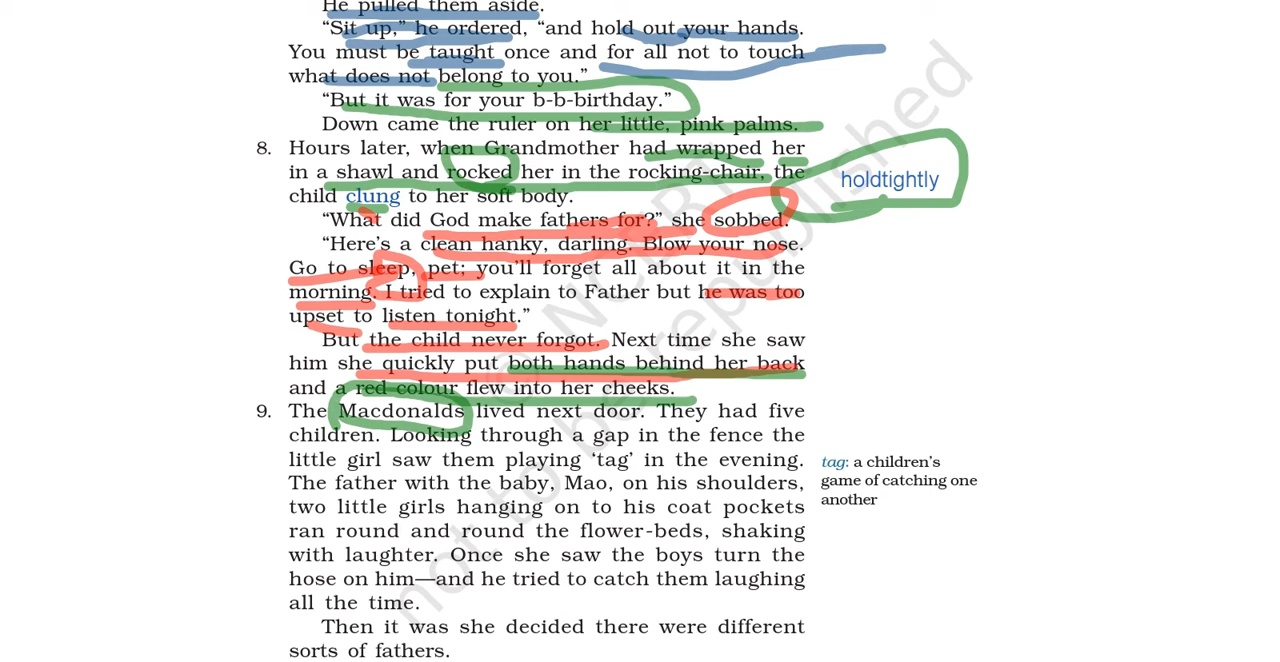 He pulled them aside.
“Sit up,” he ordered, “and hold out your hands.
You must be taught once and for all not to touch
what does not belong to you.”
“But it was for your b-b-birthday.”
Down came the ruler on her little, pink palms.
8. Hours later, when Grandmother had wrapped her
in a shawl and rocked her in the rocking-chair, the
child clung to her soft body.
holdtightly
“What did God make fathers for?” she sobbed.
“Here’s a clean hanky, darling. Blow your nose.
Go to sleep, pet; you’ll forget all about it in the
morning. I tried to explain to Father but he was too
upset to listen tonight.”
But the child never forgot. Next time she saw
him she quickly put both hands behind her back
and a red colour flew into her cheeks.
9. The Macdonalds lived next door. They had five
children. Looking through a gap in the fence the
little girl saw them playing ‘tag’ in the evening.
The father with the baby, Mao, on his shoulders,
two little girls hanging on to his coat pockets
ran round and round the flower-beds, shaking
with laughter. Once she saw the boys turn the
hose on him—and he tried to catch them laughing
all the time.
Then it was she decided there were different
sorts of fathers.
tag: a children’s
game of catching one
another
© NCERT
not to be republished